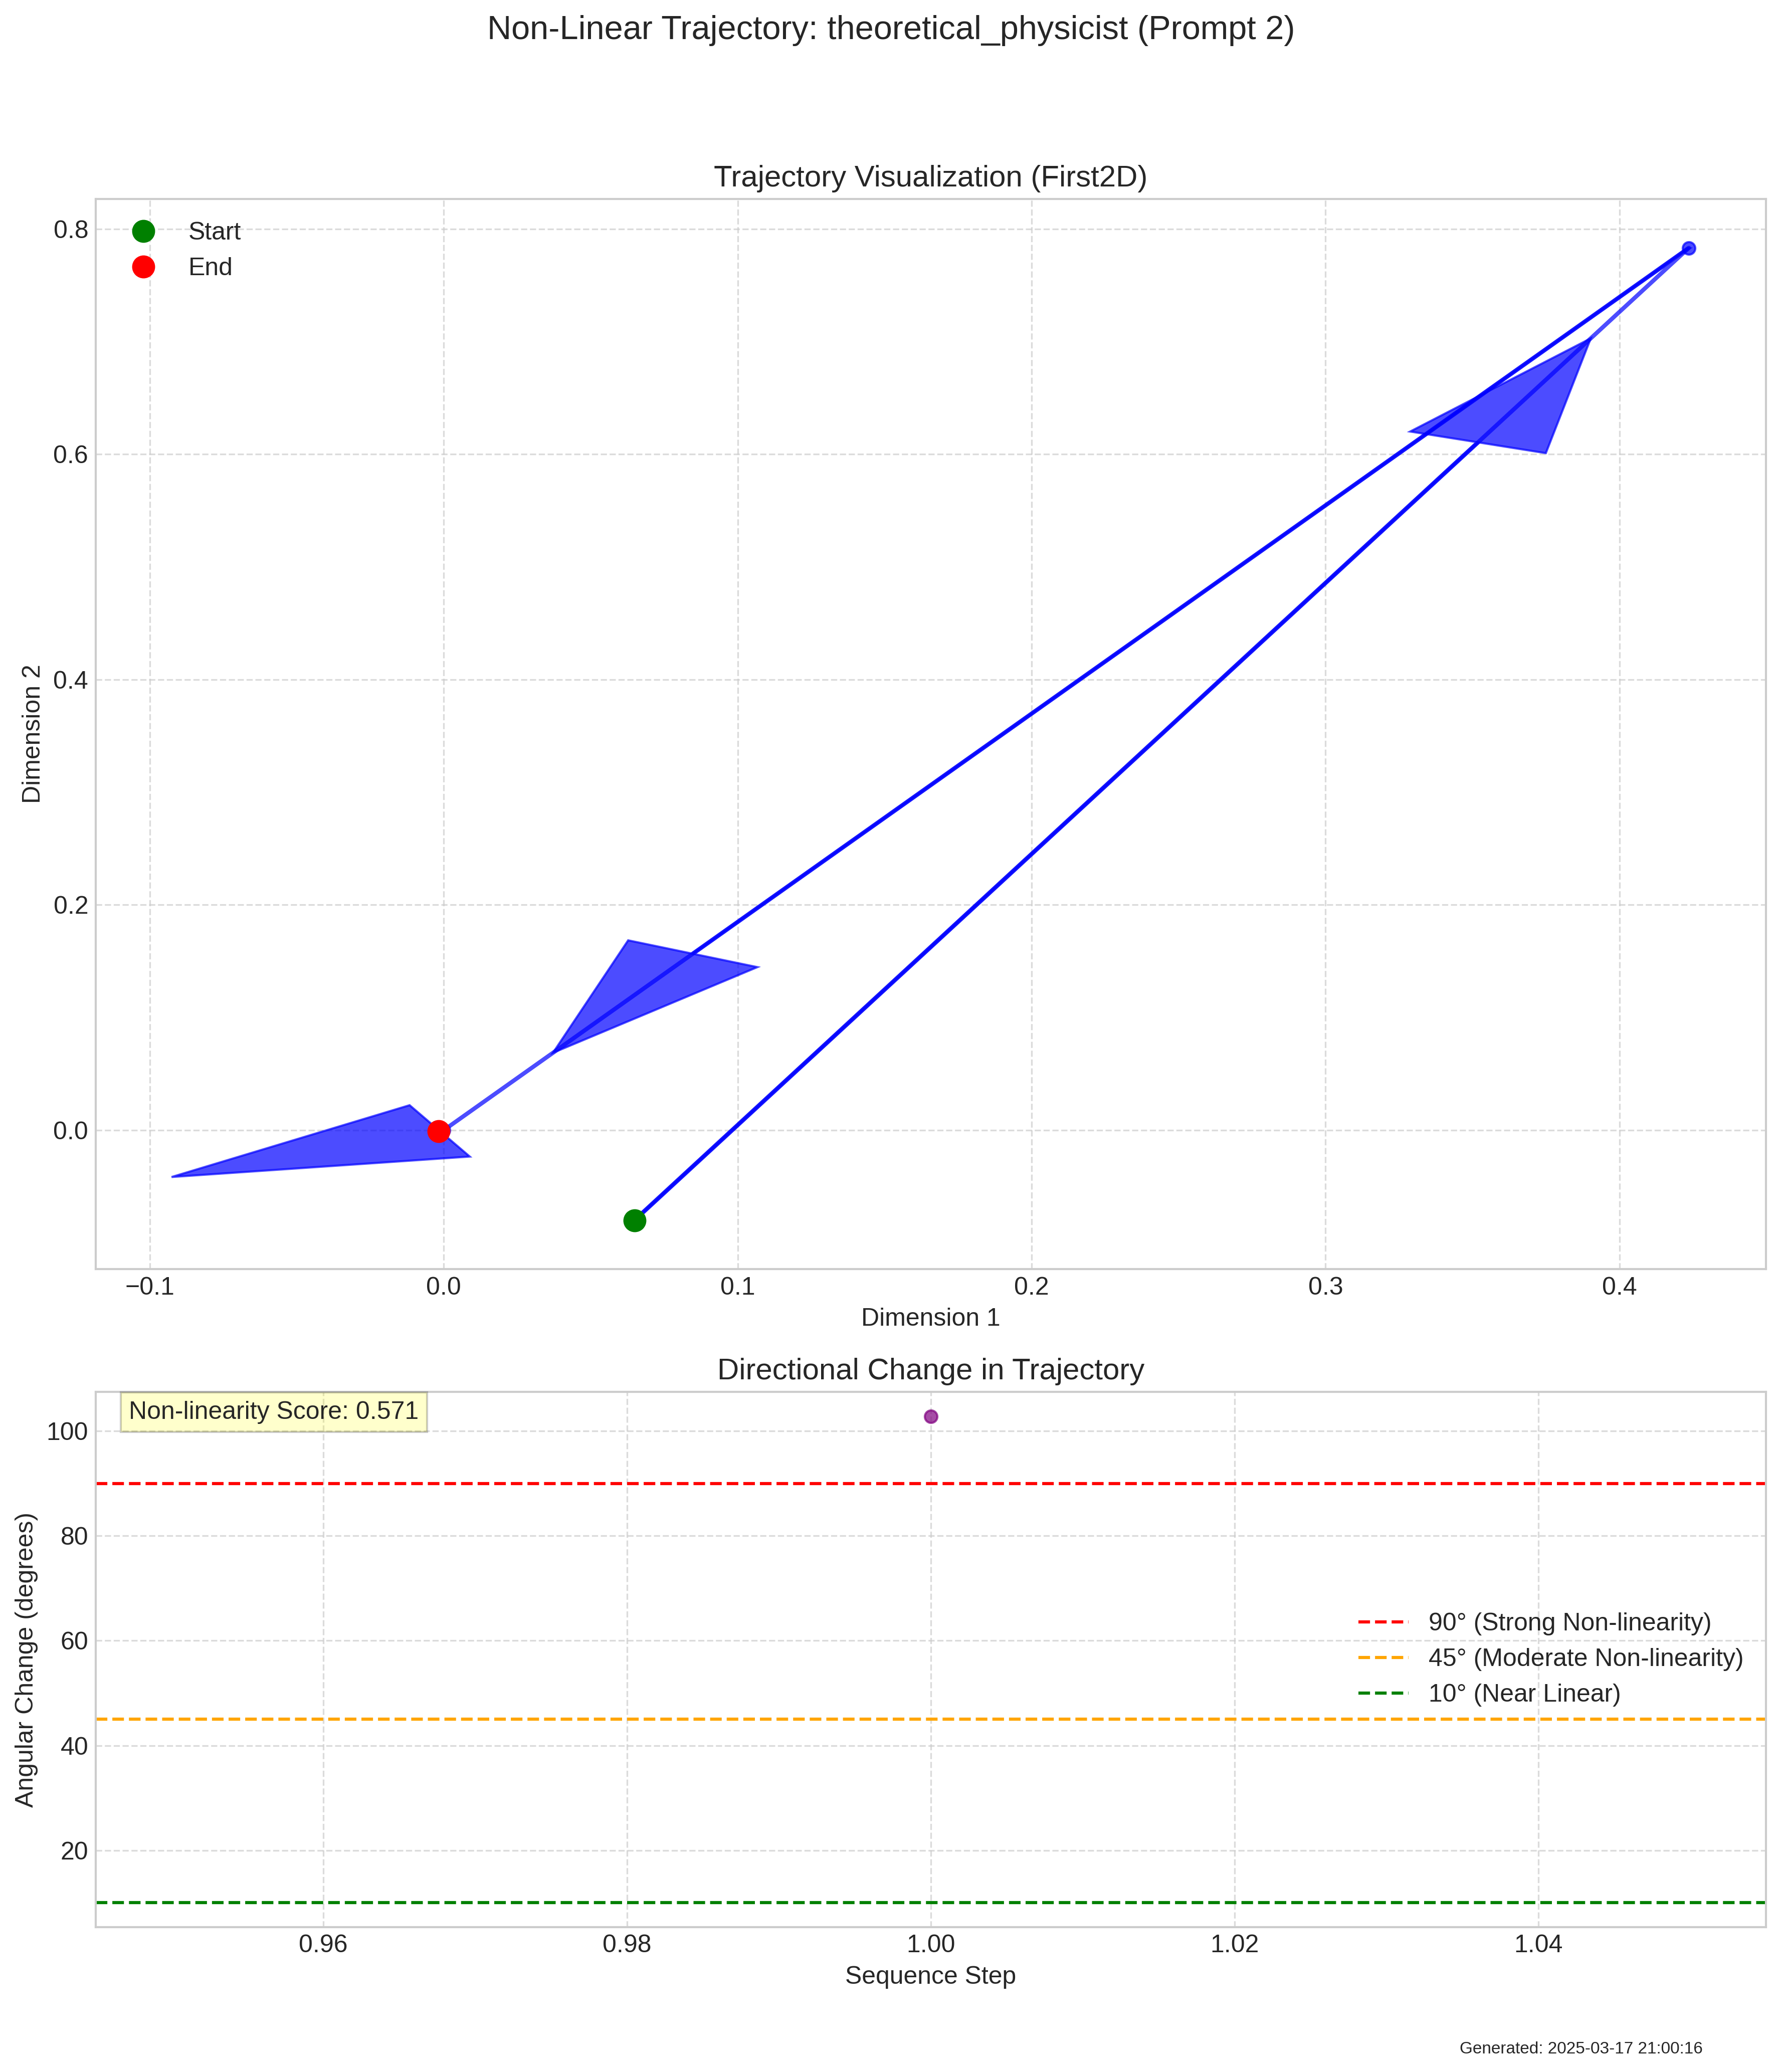 Non-Linear Trajectory: theoretical_physicist (Prompt 2)
Trajectory Visualization (First2D)
Start
End
0.8
0.6
0.4
0.2
0.0
Dimension 2
−0.1
0.0
0.1
0.2
0.3
0.4
Dimension 1
Directional Change in Trajectory
Non-linearity Score: 0.571
100
80
60
40
20
Angular Change (degrees)
90° (Strong Non-linearity)
45° (Moderate Non-linearity)
10° (Near Linear)
0.96
0.98
1.00
1.02
1.04
Sequence Step
Generated: 2025-03-17 21:00:16